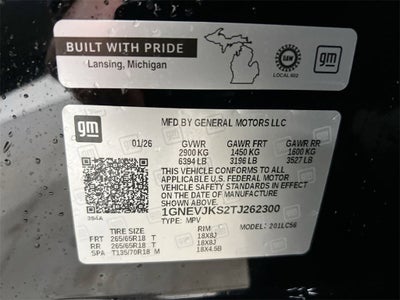 BUILT WITH PRIDE
Lansing, Michigan
UAW
LOCAL 602
gm
gm
MFD BY GENERAL MOTORS LLC
01/26 GVWR GAWR FRT GAWR RR
2900 KG 1450 KG 1600 KG
6394 LB 3196 LB 3527 LB
THIS VEHICLE CONFORMS TO ALL
APPLICABLE U.S. FEDERAL MOTOR
VEHICLE SAFETY STANDARDS
IN EFFECT ON THE DATE OF
MANUFACTURE SHOWN ABOVE.
1GNEVJKS2TJ262300
TYPE: MPV MODEL: 201LC56
TIRE SIZE RIM
FRT 265/65R18 T 18X8J
RR 265/65R18 T 18X8J
SPA T135/70R18 M 18X4.5B